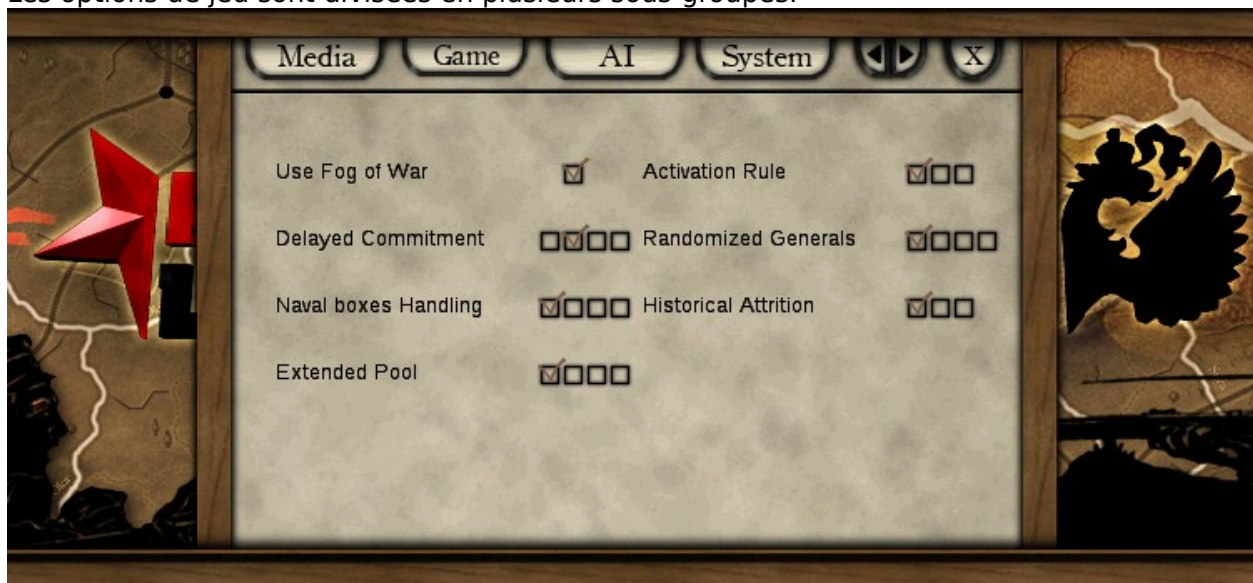 Les options de jeu sont divisées en plusieurs sous-groupes.
Media Game AI System X
Use Fog of War Activation Rule
Delayed Commitment Randomized Generals
Naval boxes Handling Historical Attrition
Extended Pool